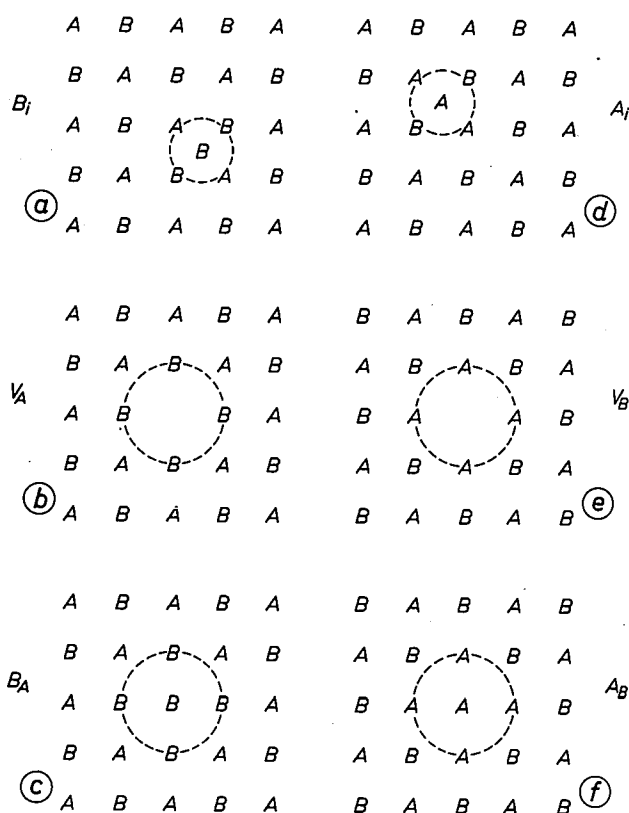 A B A B A A B A B A
B A B A B B A B A B
B_i A_i
A B A B A A B A
B A A B A
B A B A B B A B A B
a d
A B A B A A B A B A
A B A B A B A B A B
B A B A B A B A B A
V_A V_B
A B B A B A A B
B A B A B A B A B A
b e
A B A B A B A B A B
A B A B A B A B A B
B A B A B A B A B A
B_A A_B
A B B B A B A A A B
B A B A B A B A B A
c f
A B A B A B A B A B